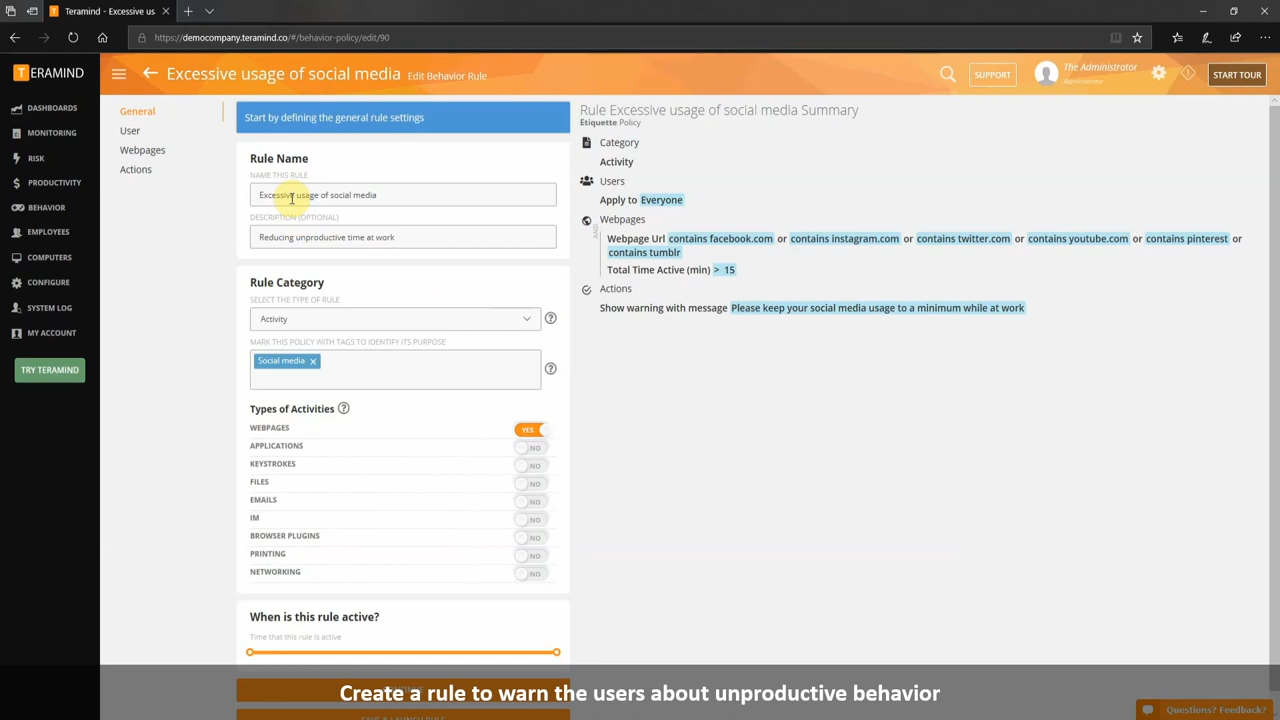 Teramind - Excessive us
https://democompany.teramind.co/#/behavior-policy/edit/90
TERAMIND
Excessive usage of social media Edit Behavior Rule
SUPPORT
The Administrator
Administrator
START TOUR
DASHBOARDS
MONITORING
RISK
PRODUCTIVITY
BEHAVIOR
EMPLOYEES
COMPUTERS
CONFIGURE
SYSTEM LOG
MY ACCOUNT
TRY TERAMIND
General
User
Webpages
Actions
Start by defining the general rule settings
Rule Name
NAME THIS RULE
Excessive usage of social media
DESCRIPTION (OPTIONAL)
Reducing unproductive time at work
Rule Category
SELECT THE TYPE OF RULE
Activity
MARK THIS POLICY WITH TAGS TO IDENTIFY ITS PURPOSE
Social media
Types of Activities
WEBPAGES YES
APPLICATIONS NO
KEYSTROKES NO
FILES NO
EMAILS NO
IM NO
BROWSER PLUGINS NO
PRINTING NO
NETWORKING NO
When is this rule active?
Time that this rule is active
Rule Excessive usage of social media Summary
Etiquette Policy
Category
Activity
Users
Apply to Everyone
Webpages
AND
Webpage Url contains facebook.com or contains instagram.com or contains twitter.com or contains youtube.com or contains pinterest or
contains tumblr
Total Time Active (min) > 15
Actions
Show warning with message Please keep your social media usage to a minimum while at work
Create a rule to warn the users about unproductive behavior
Questions? Feedback?